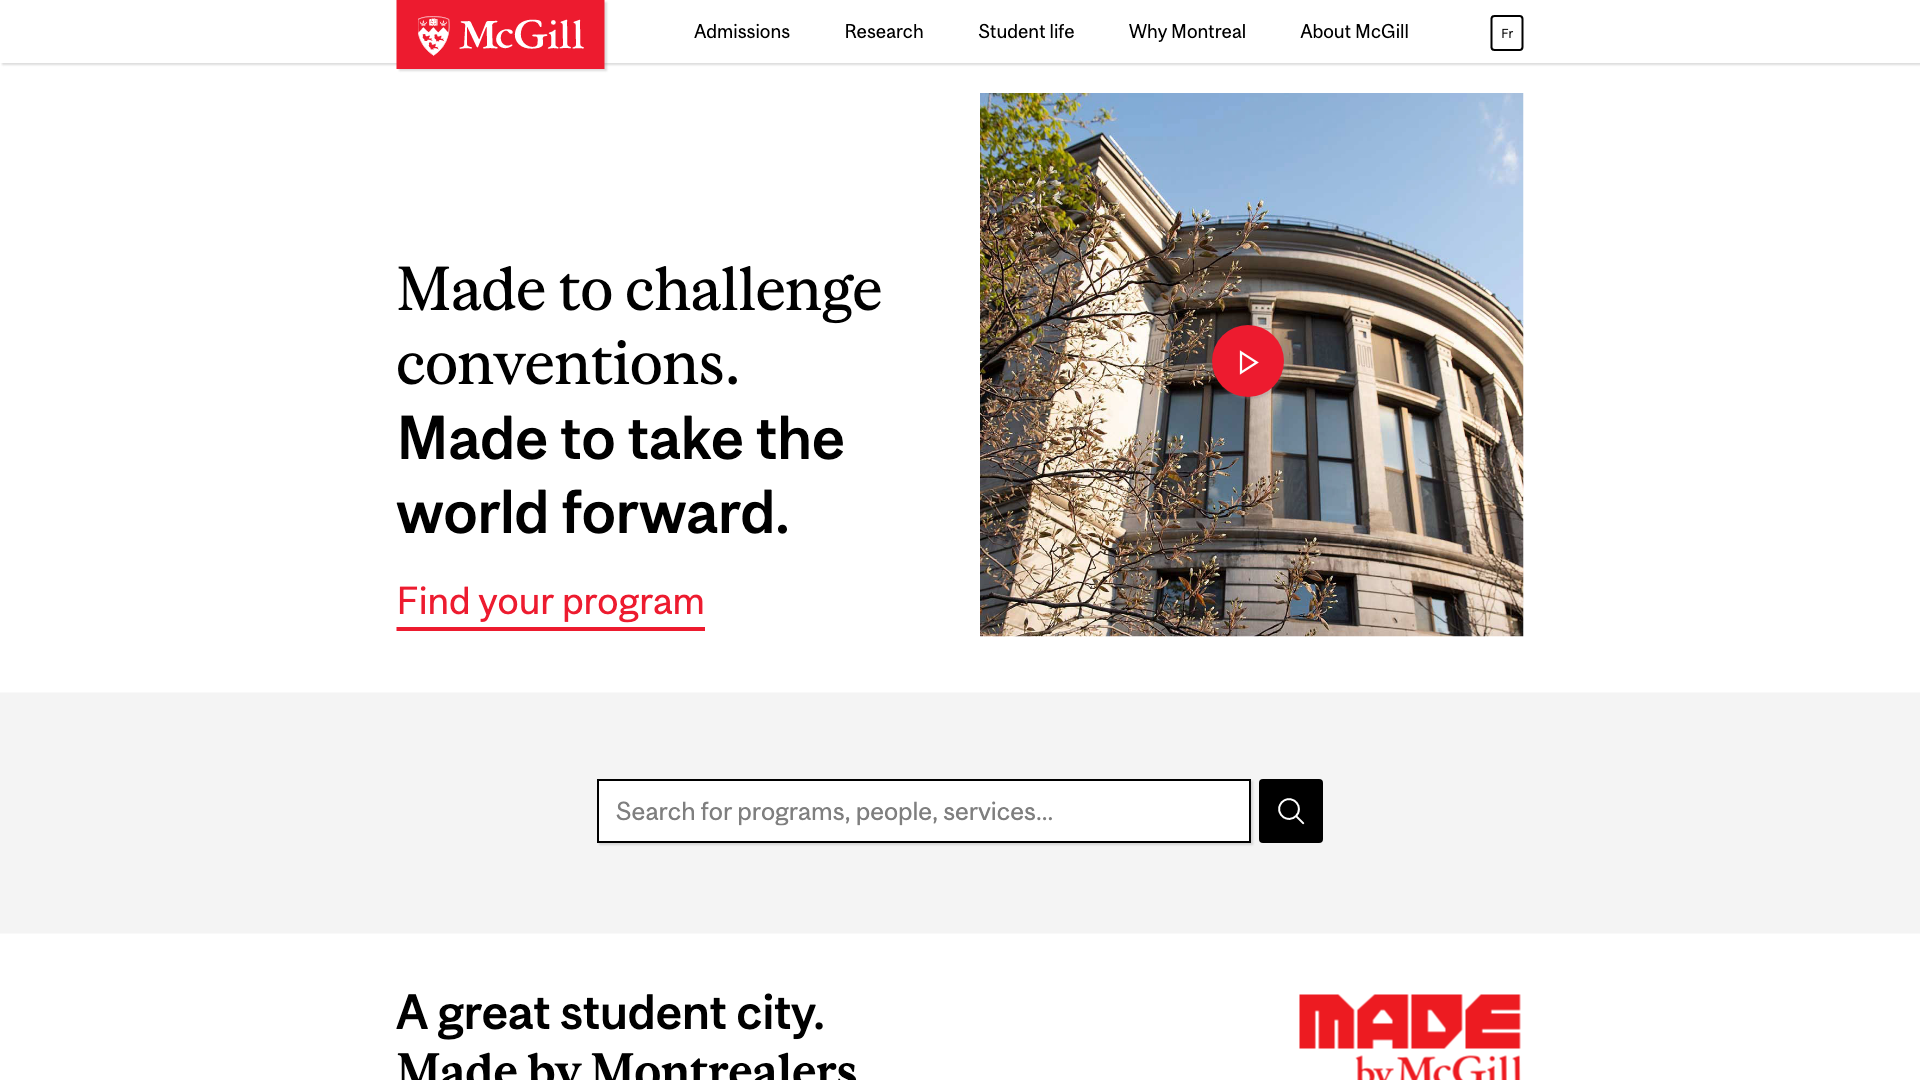 McGill
Admissions
Research
Student life
Why Montreal
About McGill
Fr
Made to challenge
conventions.
Made to take the
world forward.
Find your program
Search for programs, people, services...
A great student city.
Made by Montrealers
MADE
by McGill